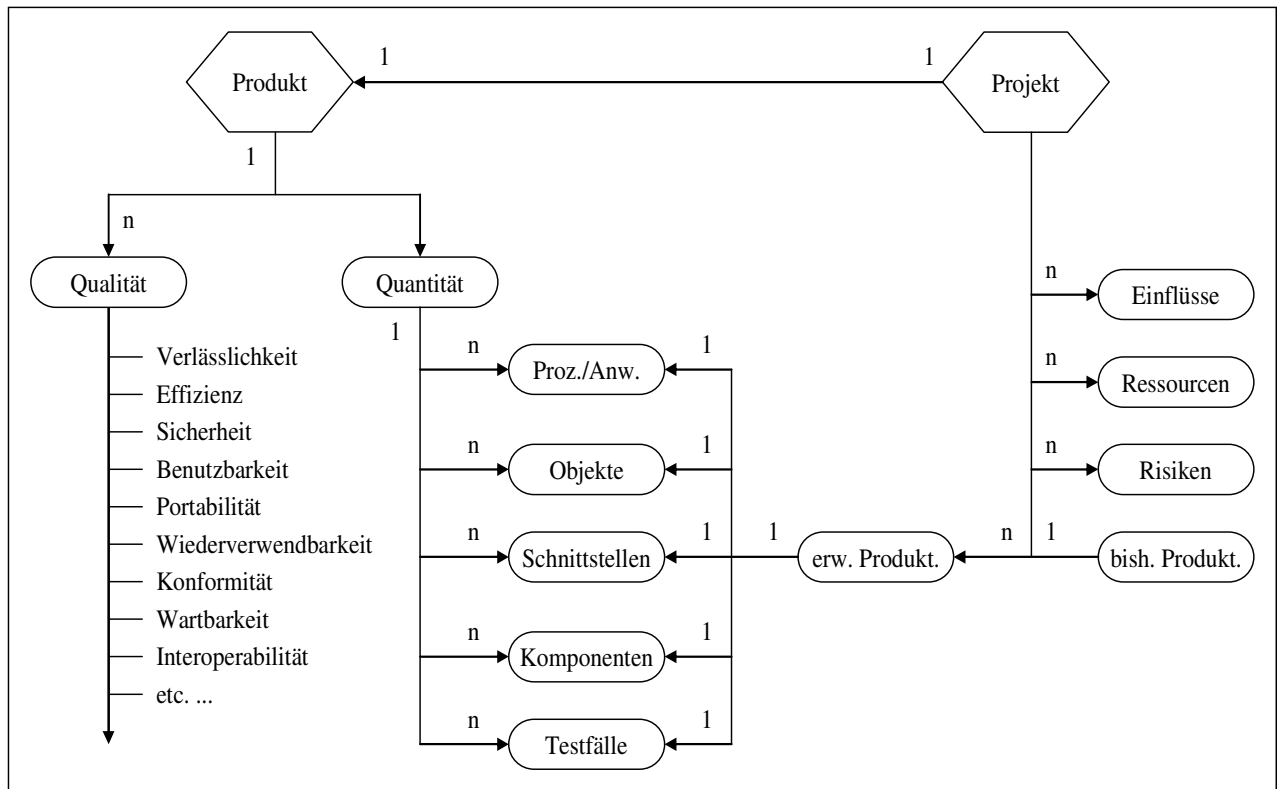 1 1
Produkt Projekt
1
n
Qualität Quantität
n Einflüsse
1
Verlässlichkeit
n Proz./Anw. 1
n Ressourcen
Effizienz
Sicherheit
Benutzbarkeit
n Objekte 1
n Risiken
Portabilität
Wiederverwendbarkeit
n Schnittstellen 1 1 erw. Produkt. n 1 bish. Produkt.
Konformität
Wartbarkeit
Interoperabilität
n Komponenten 1
etc. ...
n Testfälle 1